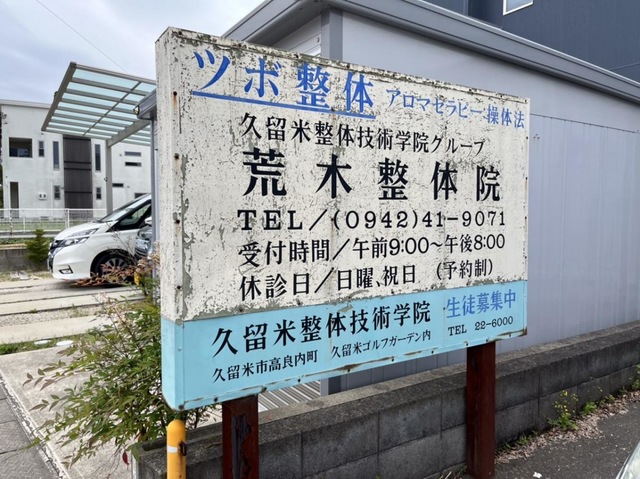 ツボ整体 アロマセラピー・操体法
久留米整体技術学院グループ
荒木整体院
TEL／(0942)41-9071
受付時間／午前9:00～午後8:00
休診日／日曜、祝日 (予約制)
久留米整体技術学院 生徒募集中
久留米市高良内町 久留米ゴルフガーデン内 TEL 22-6000